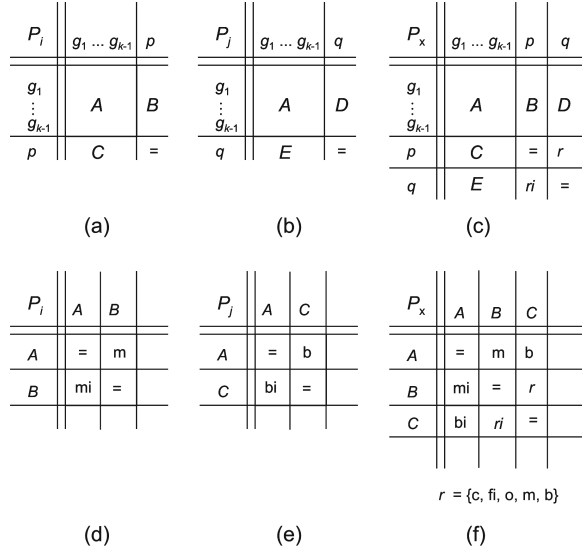 P_i g_1 ... g_{k-1} p
g_1
⋮ A B
g_{k-1}
p C =
(a)
P_j g_1 ... g_{k-1} q
g_1
⋮ A D
g_{k-1}
q E =
(b)
P_x g_1 ... g_{k-1} p q
g_1
⋮ A B D
g_{k-1}
p C = r
q E ri =
(c)
P_i A B
A = m
B mi =
(d)
P_j A C
A = b
C bi =
(e)
P_x A B C
A = m b
B mi = r
C bi ri =
r = {c, fi, o, m, b}
(f)